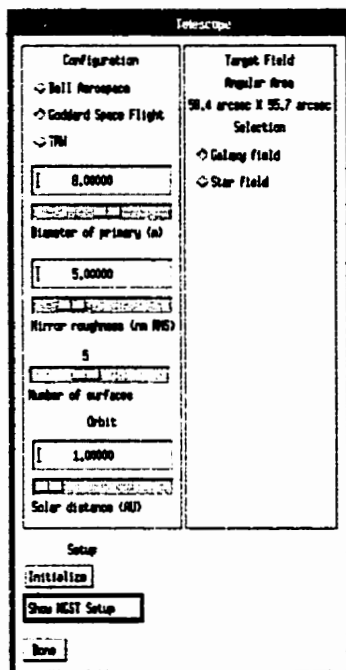 Telescope
Configuration
Ball Aerospace
Goddard Space Flight
TRW
8.00000
Diameter of primary (m)
5.00000
Mirror roughness (nm RMS)
5
Number of surfaces
Orbit
1.00000
Solar distance (AU)
Target Field
Angular Area
58.4 arcsec X 55.7 arcsec
Selection
Galaxy field
Star field
Setup
Initialize
Show NGST Setup
Done